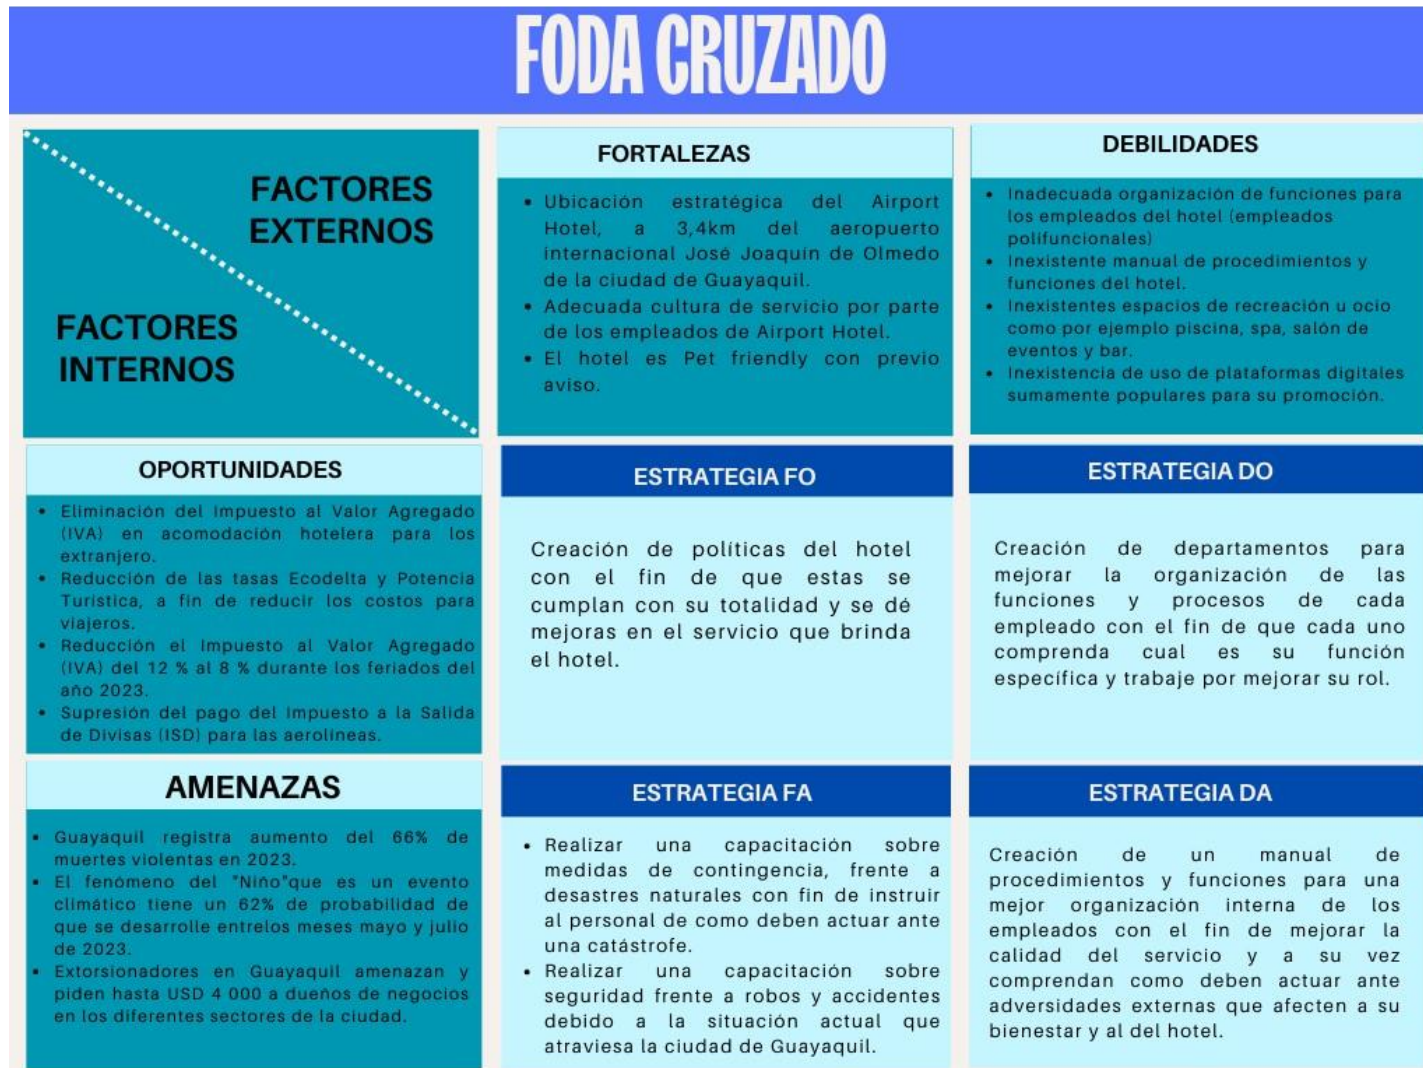 FODA CRUZADO
FACTORES
EXTERNOS
FACTORES
INTERNOS
FORTALEZAS
• Ubicación estratégica del Airport
Hotel, a 3,4km del aeropuerto
internacional José Joaquín de Olmedo
de la ciudad de Guayaquil.
• Adecuada cultura de servicio por parte
de los empleados de Airport Hotel.
• El hotel es Pet friendly con previo
aviso.
DEBILIDADES
• Inadecuada organización de funciones para
los empleados del hotel (empleados
polifuncionales)
• Inexistente manual de procedimientos y
funciones del hotel.
• Inexistentes espacios de recreación u ocio
como por ejemplo piscina, spa, salón de
eventos y bar.
• Inexistencia de uso de plataformas digitales
sumamente populares para su promoción.
OPORTUNIDADES
• Eliminación del Impuesto al Valor Agregado
(IVA) en acomodación hotelera para los
extranjero.
• Reducción de las tasas Ecodelta y Potencia
Turística, a fin de reducir los costos para
viajeros.
• Reducción el Impuesto al Valor Agregado
(IVA) del 12 % al 8 % durante los feriados del
año 2023.
• Supresión del pago del Impuesto a la Salida
de Divisas (ISD) para las aerolíneas.
ESTRATEGIA FO
Creación de políticas del hotel
con el fin de que estas se
cumplan con su totalidad y se dé
mejoras en el servicio que brinda
el hotel.
ESTRATEGIA DO
Creación de departamentos para
mejorar la organización de las
funciones y procesos de cada
empleado con el fin de que cada uno
comprenda cual es su función
específica y trabaje por mejorar su rol.
AMENAZAS
• Guayaquil registra aumento del 66% de
muertes violentas en 2023.
• El fenómeno del "Niño"que es un evento
climático tiene un 62% de probabilidad de
que se desarrolle entrelos meses mayo y julio
de 2023.
• Extorsionadores en Guayaquil amenazan y
piden hasta USD 4 000 a dueños de negocios
en los diferentes sectores de la ciudad.
ESTRATEGIA FA
• Realizar una capacitación sobre
medidas de contingencia, frente a
desastres naturales con fin de instruir
al personal de como deben actuar ante
una catástrofe.
• Realizar una capacitación sobre
seguridad frente a robos y accidentes
debido a la situación actual que
atraviesa la ciudad de Guayaquil.
ESTRATEGIA DA
Creación de un manual de
procedimientos y funciones para una
mejor organización interna de los
empleados con el fin de mejorar la
calidad del servicio y a su vez
comprendan como deben actuar ante
adversidades externas que afecten a su
bienestar y al del hotel.